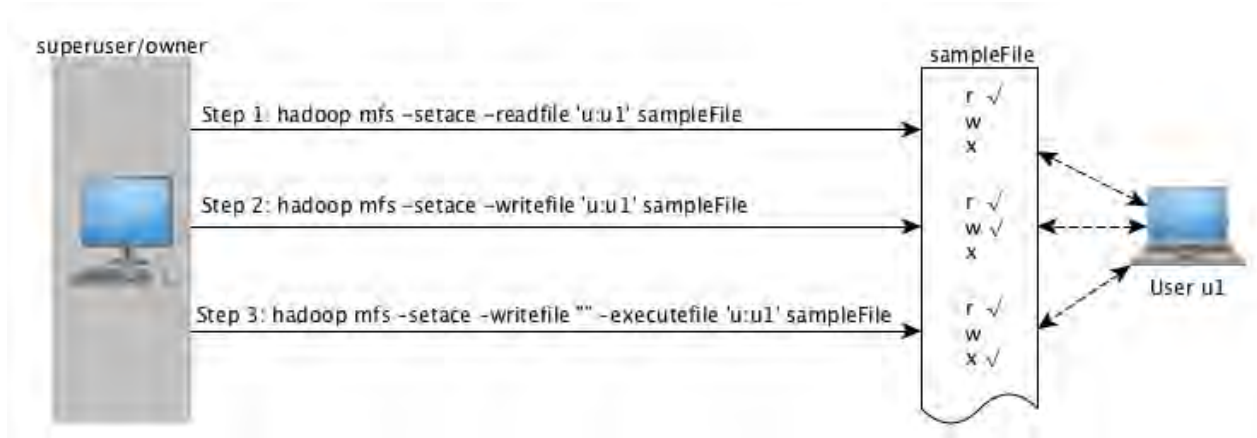 superuser/owner
sampleFile
Step 1: hadoop mfs -setace -readfile 'u:u1' sampleFile
r √
w
x
Step 2: hadoop mfs -setace -writefile 'u:u1' sampleFile
r √
w √
x
User u1
Step 3: hadoop mfs -setace -writefile "" -executefile 'u:u1' sampleFile
r √
w
x √